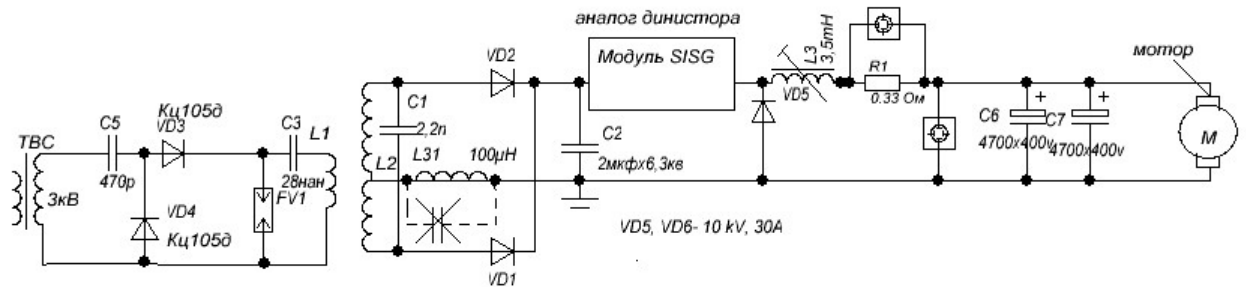 аналог динистора
VD2
Модуль SISG
L3
3,5mH
мотор
VD5
R1
0.33 Ом
C1
2,2n
C2
2мкфх6,3кв
C6
+
4700x400v
C7
+
4700x400v
M
ТВС
C5
Кц105д
VD3
C3
L1
L2
L31
100µH
3кВ
470p
VD4
Кц105д
28нан
FV1
VD5, VD6- 10 kV, 30A
VD1